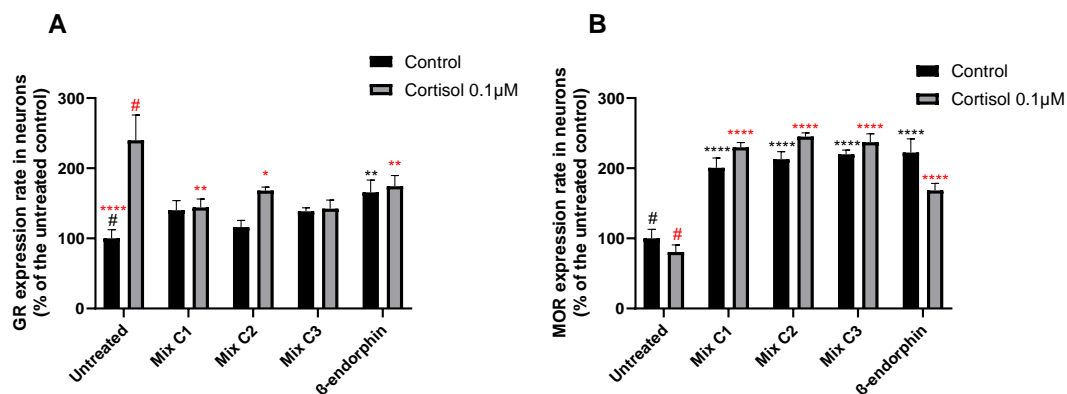 A
Control
Cortisol 0.1µM
GR expression rate in neurons
(% of the untreated control)
300
200
100
0
#
****
#
**
*
**
**
Untreated
Mix C1
Mix C2
Mix C3
β-endorphin
B
Control
Cortisol 0.1µM
MOR expression rate in neurons
(% of the untreated control)
300
200
100
0
#
#
****
****
****
****
****
****
****
****
Untreated
Mix C1
Mix C2
Mix C3
β-endorphin